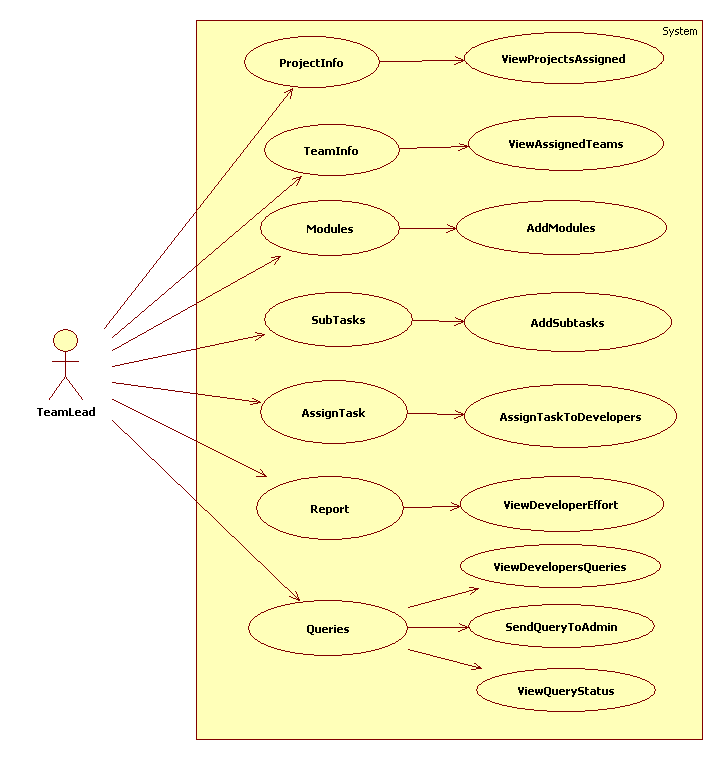 System
ProjectInfo
ViewProjectsAssigned
TeamInfo
ViewAssignedTeams
Modules
AddModules
SubTasks
AddSubtasks
TeamLead
AssignTask
AssignTaskToDevelopers
Report
ViewDeveloperEffort
ViewDevelopersQueries
Queries
SendQueryToAdmin
ViewQueryStatus